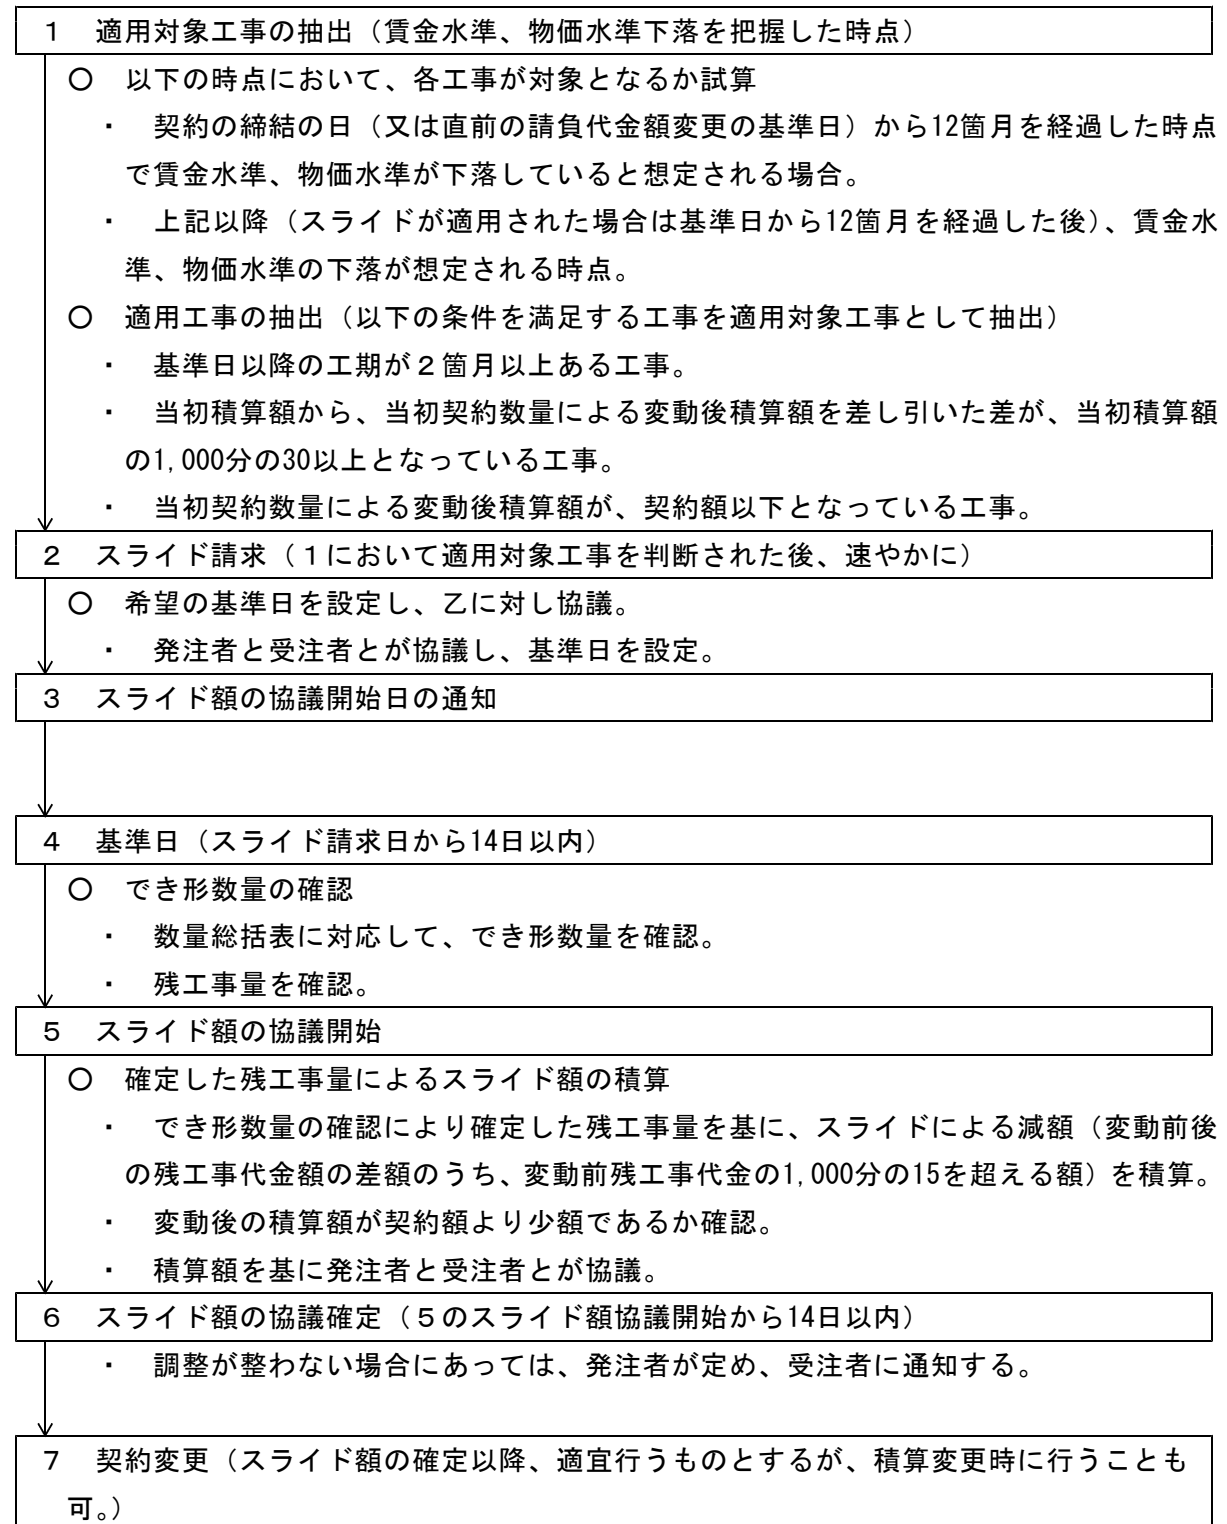 １　適用対象工事の抽出（賃金水準、物価水準下落を把握した時点）
○　以下の時点において、各工事が対象となるか試算
・　契約の締結の日（又は直前の請負代金額変更の基準日）から12箇月を経過した時点
で賃金水準、物価水準が下落していると想定される場合。
・　上記以降（スライドが適用された場合は基準日から12箇月を経過した後）、賃金水
準、物価水準の下落が想定される時点。
○　適用工事の抽出（以下の条件を満足する工事を適用対象工事として抽出）
・　基準日以降の工期が２箇月以上ある工事。
・　当初積算額から、当初契約数量による変動後積算額を差し引いた差が、当初積算額
の1,000分の30以上となっている工事。
・　当初契約数量による変動後積算額が、契約額以下となっている工事。
２　スライド請求（１において適用対象工事を判断された後、速やかに）
○　希望の基準日を設定し、乙に対し協議。
・　発注者と受注者とが協議し、基準日を設定。
３　スライド額の協議開始日の通知
４　基準日（スライド請求日から14日以内）
○　でき形数量の確認
・　数量総括表に対応して、でき形数量を確認。
・　残工事量を確認。
５　スライド額の協議開始
○　確定した残工事量によるスライド額の積算
・　でき形数量の確認により確定した残工事量を基に、スライドによる減額（変動前後
の残工事代金額の差額のうち、変動前残工事代金の1,000分の15を超える額）を積算。
・　変動後の積算額が契約額より少額であるか確認。
・　積算額を基に発注者と受注者とが協議。
６　スライド額の協議確定（５のスライド額協議開始から14日以内）
・　調整が整わない場合にあっては、発注者が定め、受注者に通知する。
７　契約変更（スライド額の確定以降、適宜行うものとするが、積算変更時に行うことも
可。）